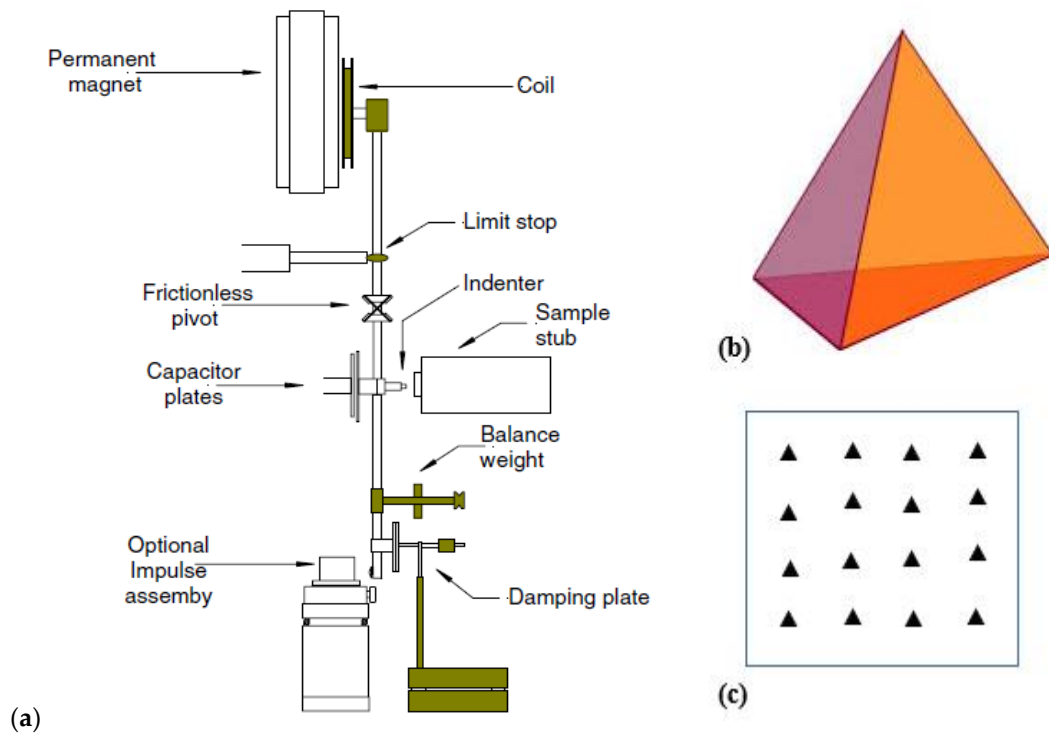 Permanent
magnet
Coil
Limit stop
Frictionless
pivot
Indenter
Sample
stub
Capacitor
plates
Balance
weight
Optional
Impulse
assemby
Damping plate
(a)
(b)
(c)